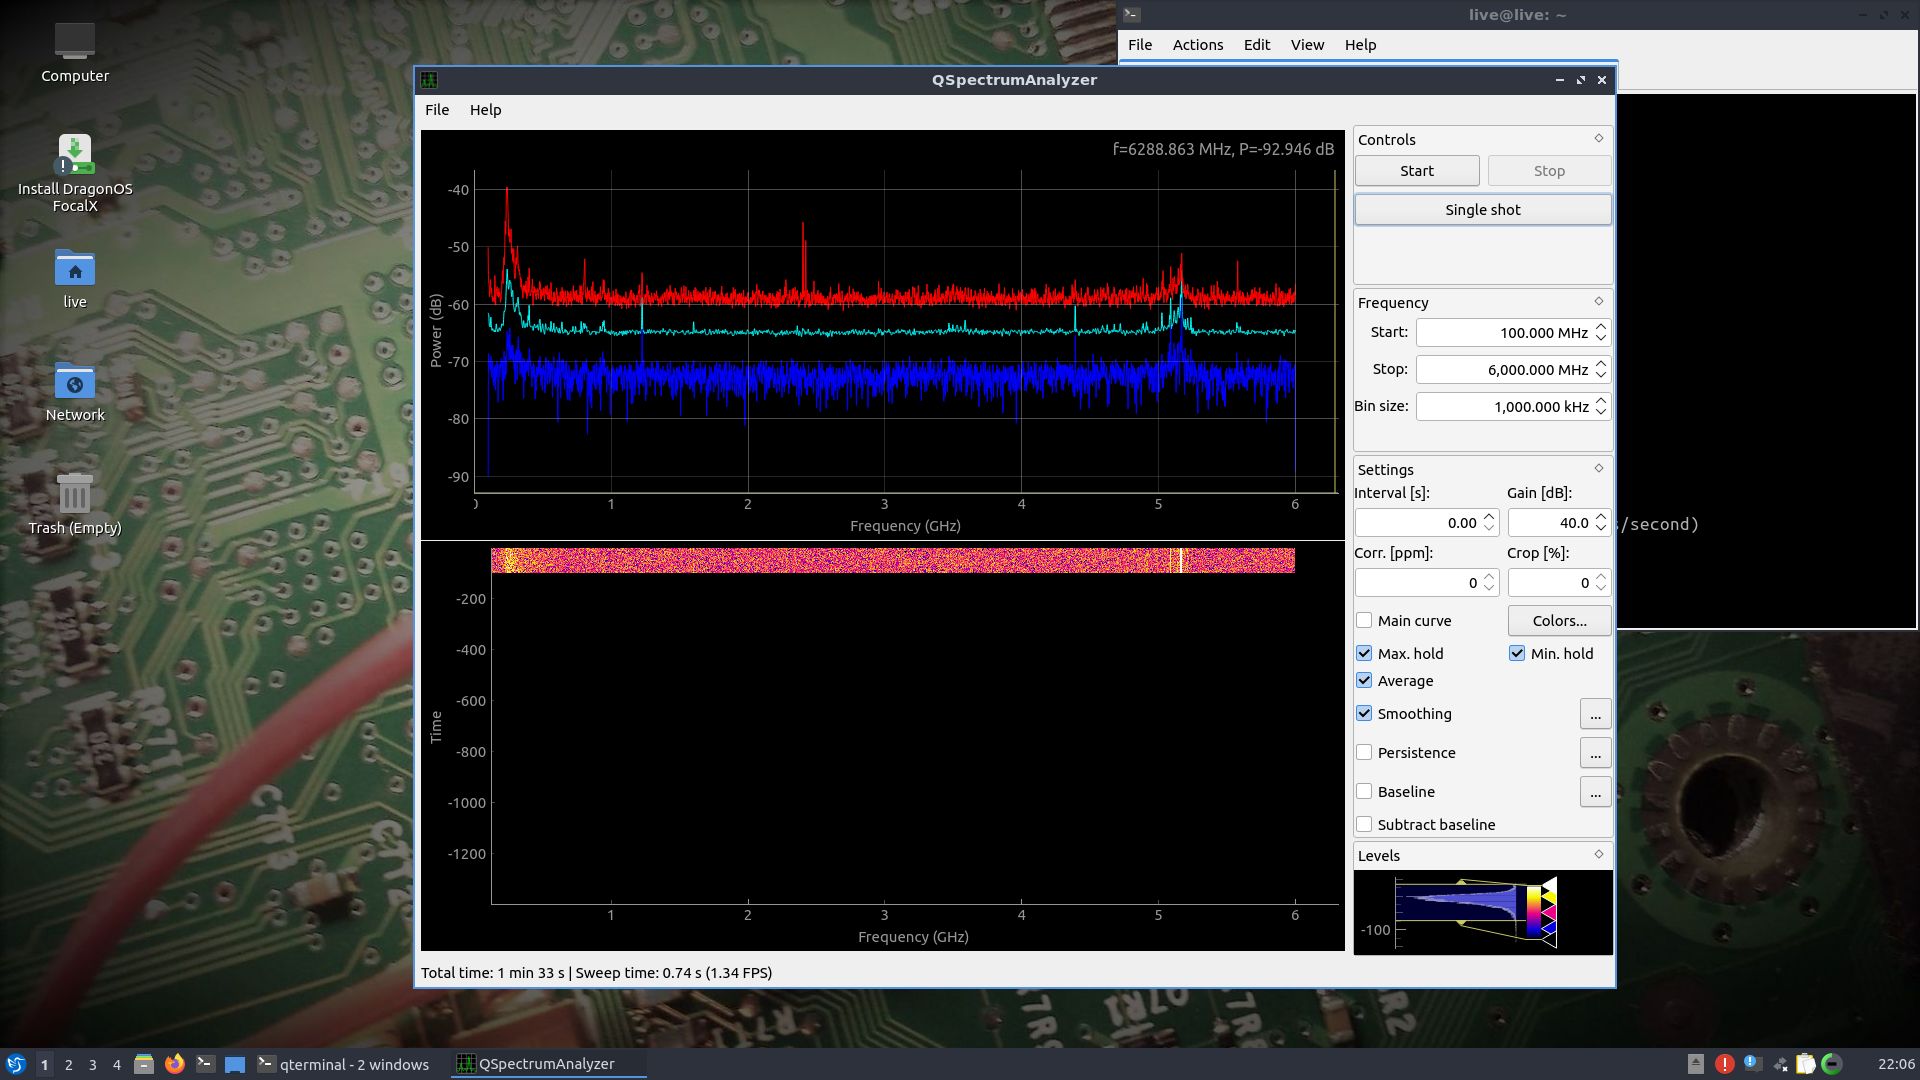 live@live: ~
File Actions Edit View Help
Computer
Install DragonOS
FocalX
live
Network
Trash (Empty)
QSpectrumAnalyzer
File Help
f=6288.863 MHz, P=-92.946 dB
-40
-50
-60
-70
-80
-90
Power (dB)
0 1 2 3 4 5 6
Frequency (GHz)
-200
-400
-600
-800
-1000
-1200
Time
1 2 3 4 5 6
Frequency (GHz)
Total time: 1 min 33 s | Sweep time: 0.74 s (1.34 FPS)
Controls
Start Stop
Single shot
Frequency
Start: 100.000 MHz
Stop: 6,000.000 MHz
Bin size: 1,000.000 kHz
Settings
Interval [s]: Gain [dB]:
0.00 40.0
Corr. [ppm]: Crop [%]:
0 0
Main curve Colors...
Max. hold Min. hold
Average
Smoothing ...
Persistence ...
Baseline ...
Subtract baseline
Levels
-100
/second)
1 2 3 4 qterminal - 2 windows QSpectrumAnalyzer 22:06